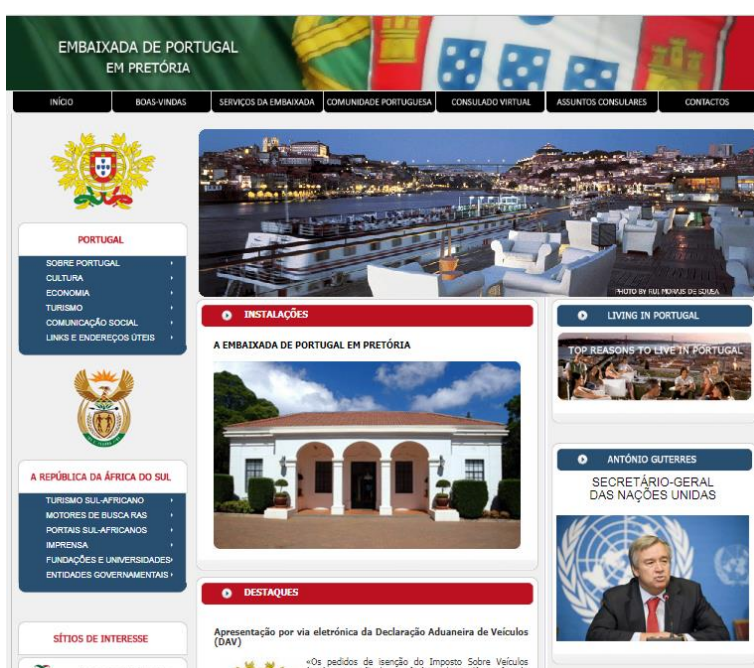 EMBAIXADA DE PORTUGAL
EM PRETÓRIA
INÍCIO
BOAS-VINDAS
SERVIÇOS DA EMBAIXADA
COMUNIDADE PORTUGUESA
CONSULADO VIRTUAL
ASSUNTOS CONSULARES
CONTACTOS
PORTUGAL
SOBRE PORTUGAL
CULTURA
ECONOMIA
TURISMO
COMUNICAÇÃO SOCIAL
LINKS E ENDEREÇOS ÚTEIS
A REPÚBLICA DA ÁFRICA DO SUL
TURISMO SUL-AFRICANO
MOTORES DE BUSCA RAS
PORTAIS SUL-AFRICANOS
IMPRENSA
FUNDAÇÕES E UNIVERSIDADES
ENTIDADES GOVERNAMENTAIS
SÍTIOS DE INTERESSE
PHOTO BY RUI MORAIS DE SOUSA
INSTALAÇÕES
A EMBAIXADA DE PORTUGAL EM PRETÓRIA
DESTAQUES
Apresentação por via eletrónica da Declaração Aduaneira de Veículos
(DAV)
«Os pedidos de isenção do Imposto Sobre Veículos
LIVING IN PORTUGAL
TOP REASONS TO LIVE IN PORTUGAL
ANTÓNIO GUTERRES
SECRETÁRIO-GERAL
DAS NAÇÕES UNIDAS